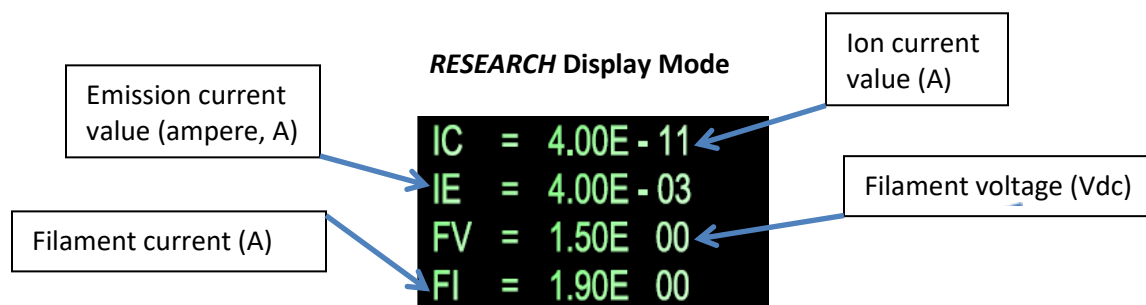 Ion current
value (A)
RESEARCH Display Mode
Emission current
value (ampere, A)
IC = 4.00E - 11
IE = 4.00E - 03
FV = 1.50E 00
FI = 1.90E 00
Filament voltage (Vdc)
Filament current (A)